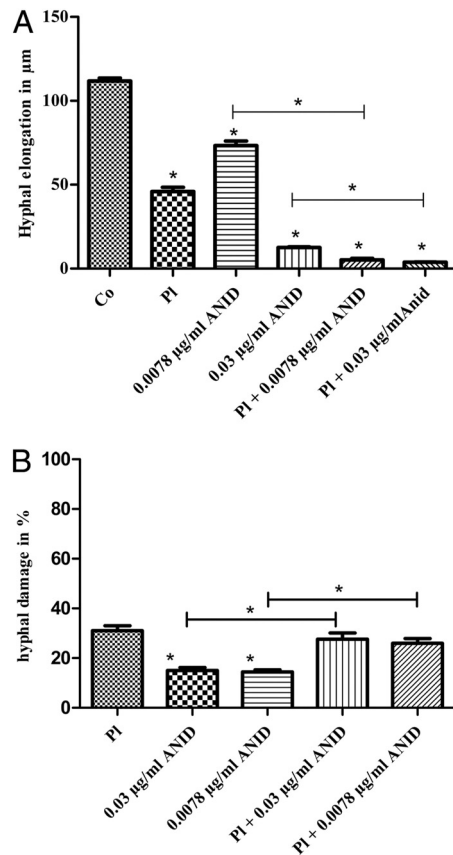 A
Hyphal elongation in µm
150
100
50
0
*
*
*
*
*
*
*
Co
Pl
0.0078 µg/ml ANID
0.03 µg/ml ANID
Pl + 0.0078 µg/ml ANID
Pl + 0.03 µg/mlAnid
B
hyphal damage in %
100
80
60
40
20
0
*
*
*
*
Pl
0.03 µg/ml ANID
0.0078 µg/ml ANID
Pl + 0.03 µg/ml ANID
Pl + 0.0078 µg/ml ANID